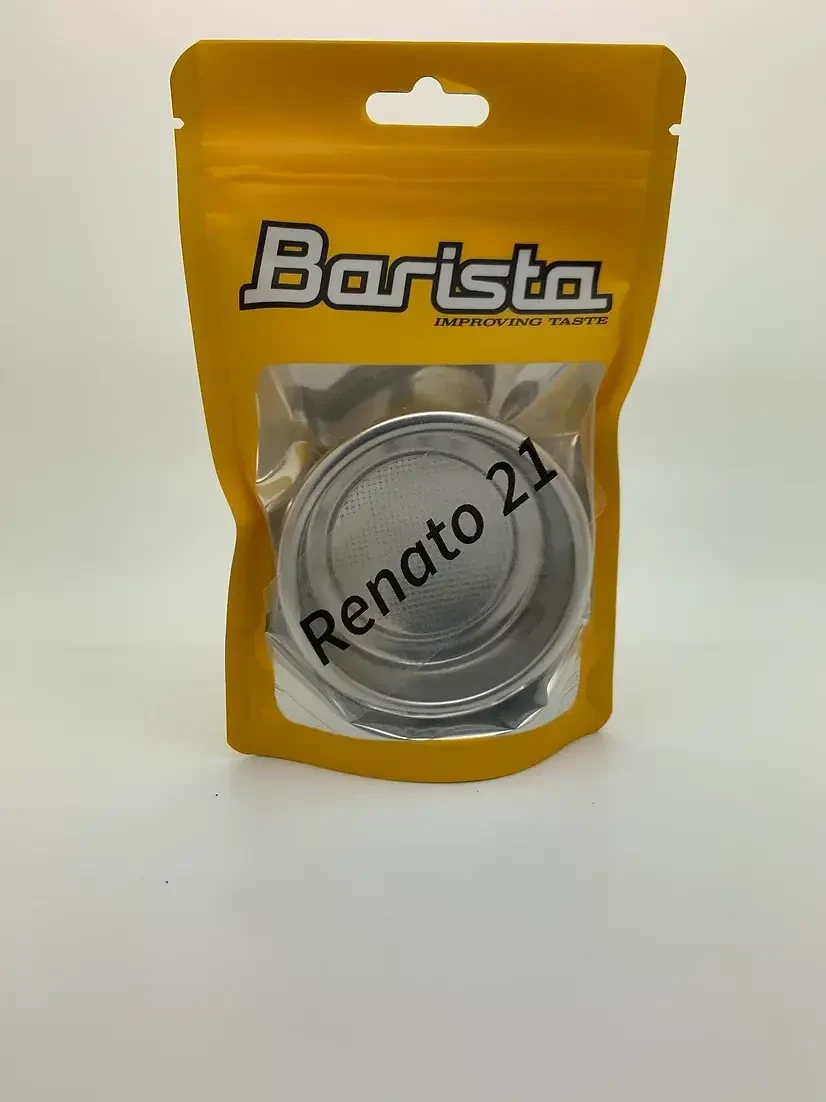 Barista
IMPROVING TASTE
Renato 21